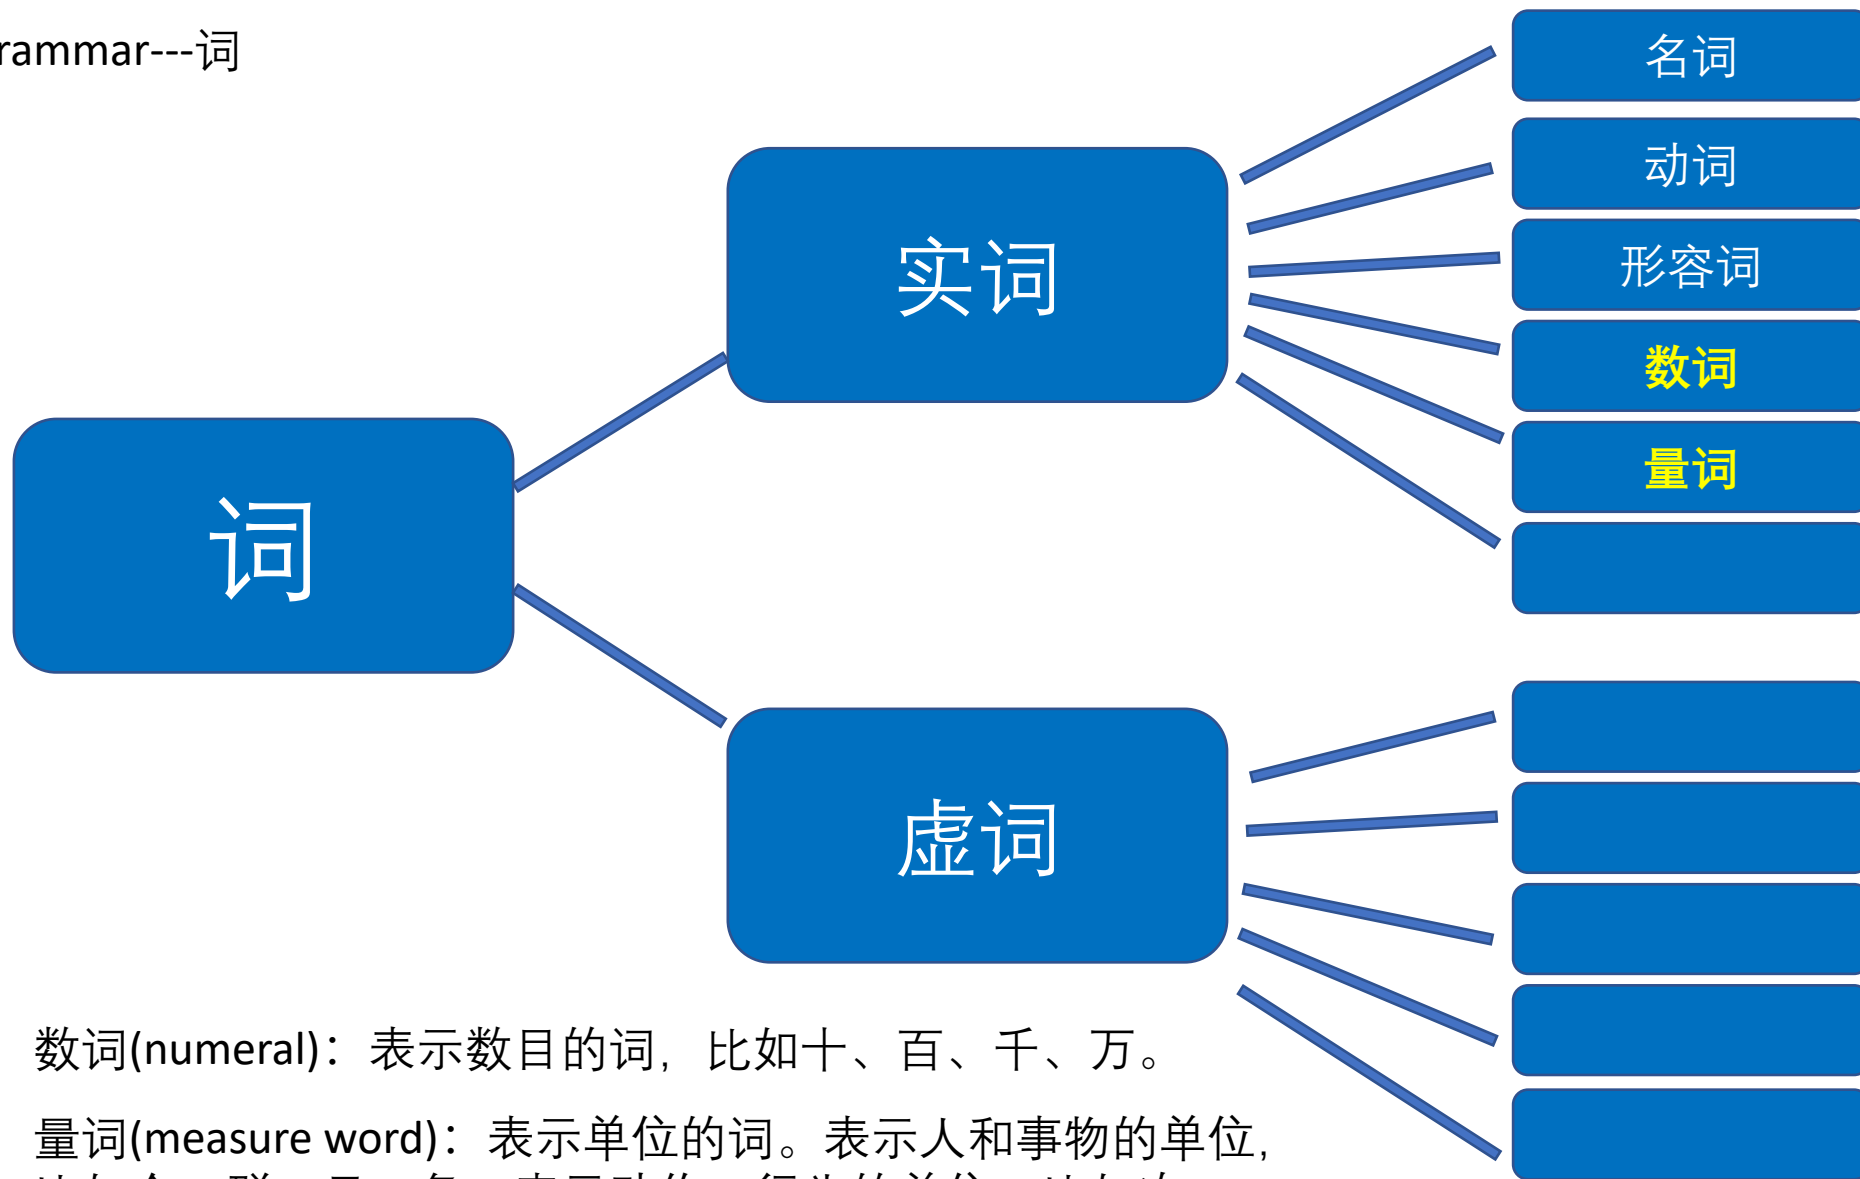 rammar---词
名词
动词
形容词
数词
量词
实词
词
虚词
数词(numeral)：表示数目的词，比如十、百、千、万。
量词(measure word)：表示单位的词。表示人和事物的单位，